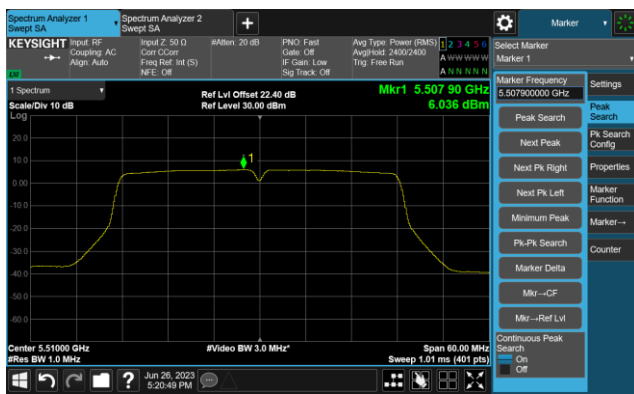 Spectrum Analyzer 1
Swept SA
Spectrum Analyzer 2
Swept SA
+
Marker
KEYSIGHT
Input: RF
Coupling: AC
Align: Auto
Input Z: 50 Ω
Corr CCorr
Freq Ref: Int (S)
NFE: Off
#Atten: 20 dB
PNO: Fast
Gate: Off
IF Gain: Low
Sig Track: Off
Avg Type: Power (RMS)
Avg|Hold: 2400/2400
Trig: Free Run
1 2 3 4 5 6
A W W W W W
A N N N N N
LXI
Select Marker
Marker 1
1 Spectrum
Scale/Div 10 dB
Log
Ref Lvl Offset 22.40 dB
Ref Level 30.00 dBm
Mkr1 5.507 90 GHz
6.036 dBm
20.0
10.0
0.00
-10.0
-20.0
-30.0
-40.0
-50.0
-60.0
1
Center 5.51000 GHz
#Res BW 1.0 MHz
#Video BW 3.0 MHz*
Span 60.00 MHz
Sweep 1.01 ms (401 pts)
Marker Frequency
5.507900000 GHz
Peak Search
Next Peak
Next Pk Right
Next Pk Left
Minimum Peak
Pk-Pk Search
Marker Delta
Mkr→CF
Mkr→Ref Lvl
Continuous Peak
Search
On
Off
Settings
Peak
Search
Pk Search
Config
Properties
Marker
Function
Marker→
Counter
?
Jun 26, 2023
5:20:49 PM